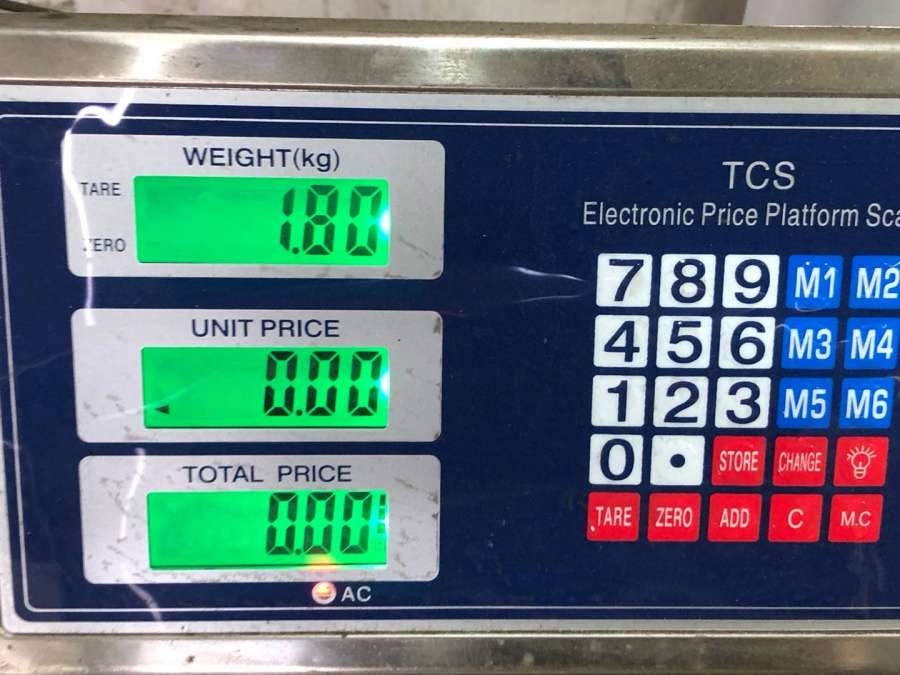 WEIGHT(kg)
TARE
1.80
ZERO
UNIT PRICE
0.00
TOTAL PRICE
0.00
AC
TCS
Electronic Price Platform Sca
7 8 9 M1 M2
4 5 6 M3 M4
1 2 3 M5 M6
0 . STORE CHANGE
TARE ZERO ADD C M.C